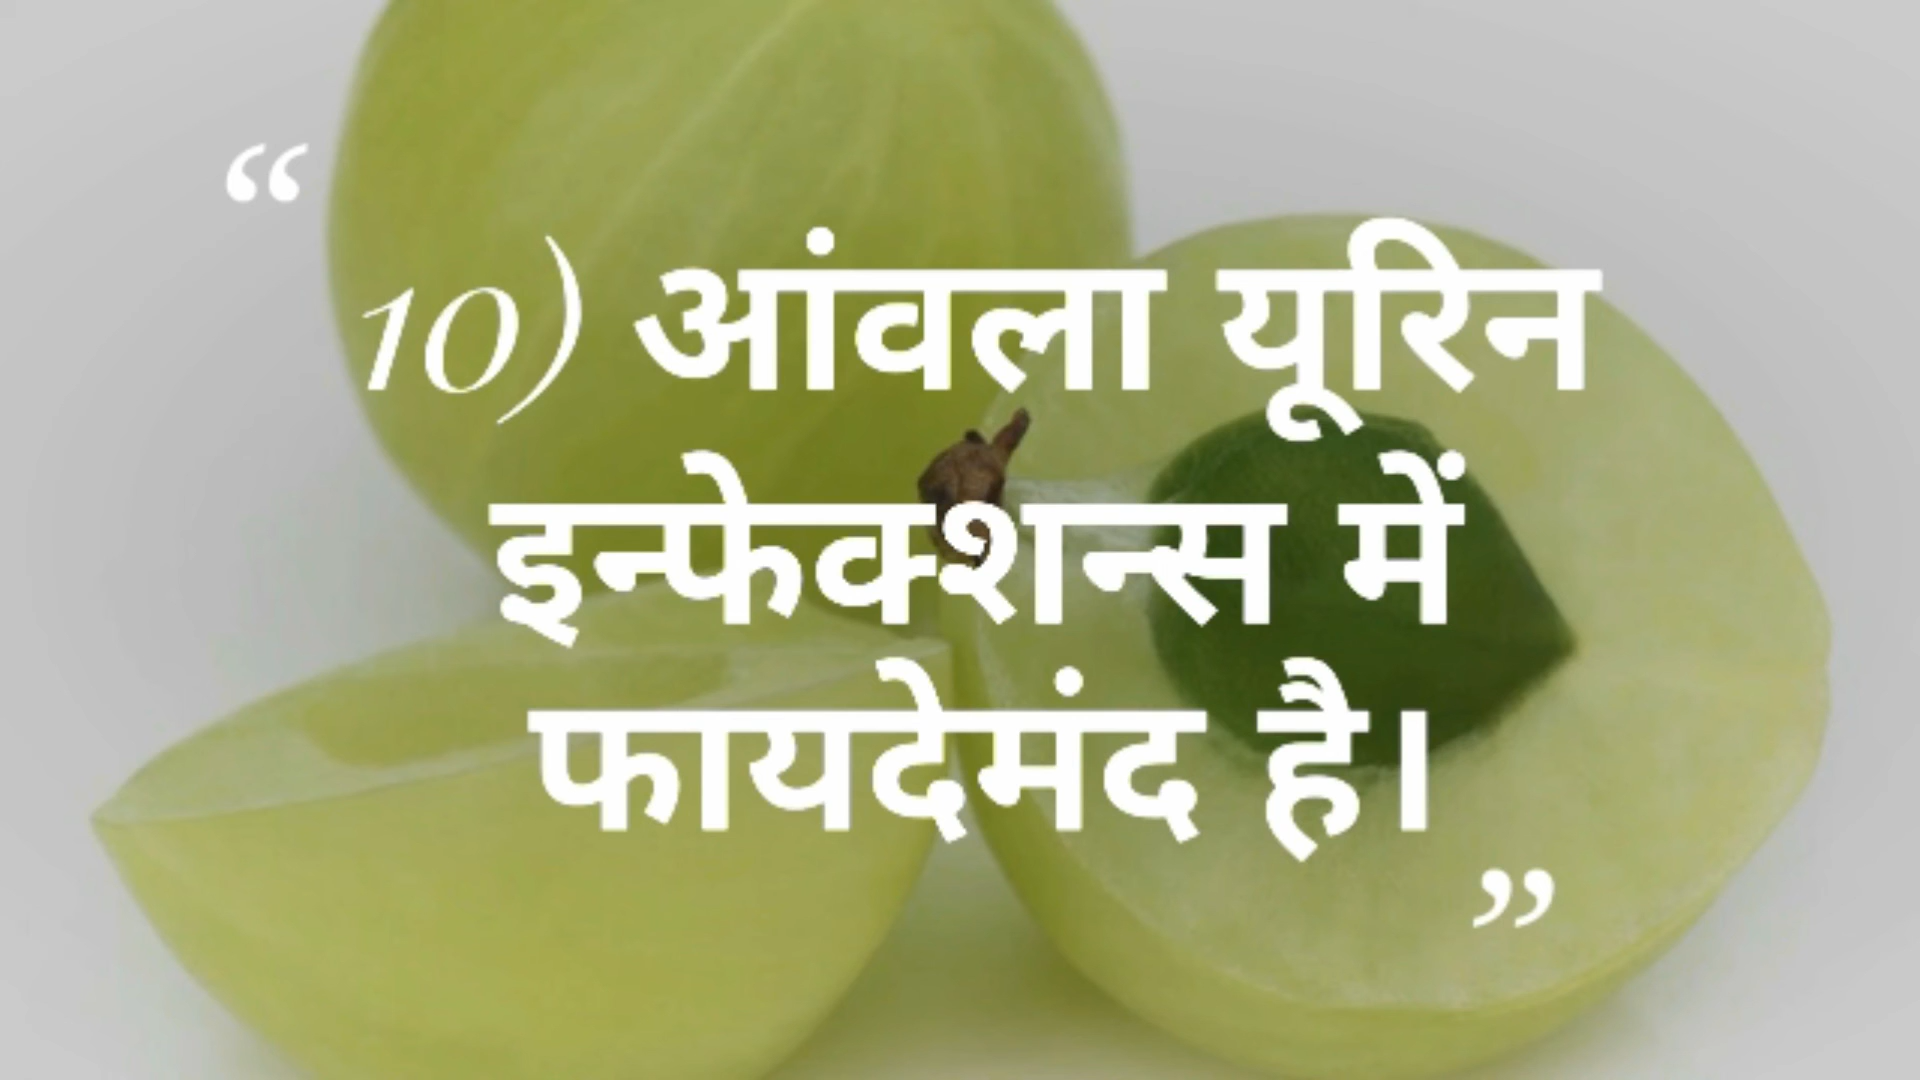 “
10) आंवला यूरिन
इन्फेक्शन्स में
फायदेमंद है।
”